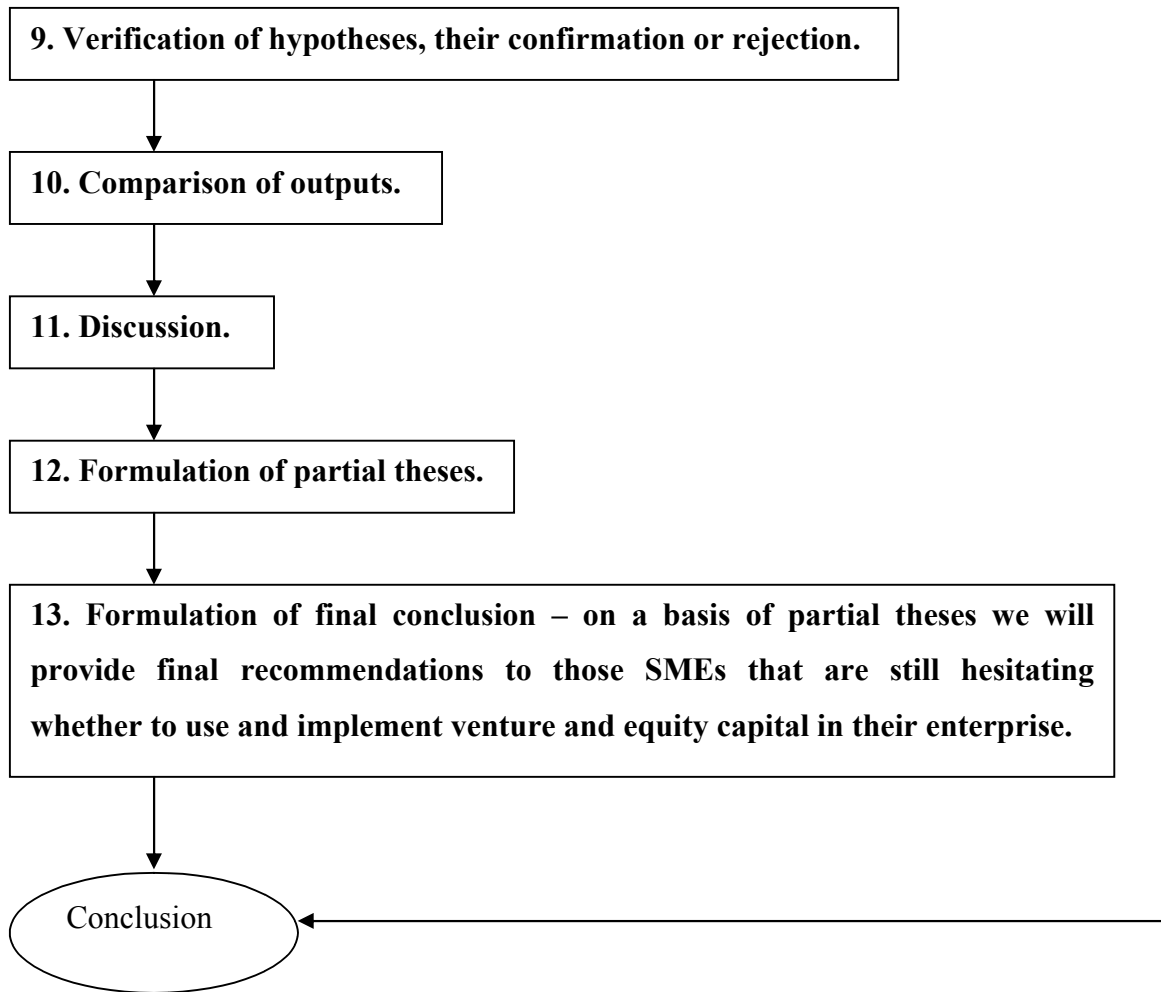 9. Verification of hypotheses, their confirmation or rejection.
10. Comparison of outputs.
11. Discussion.
12. Formulation of partial theses.
13. Formulation of final conclusion – on a basis of partial theses we will
provide final recommendations to those SMEs that are still hesitating
whether to use and implement venture and equity capital in their enterprise.
Conclusion